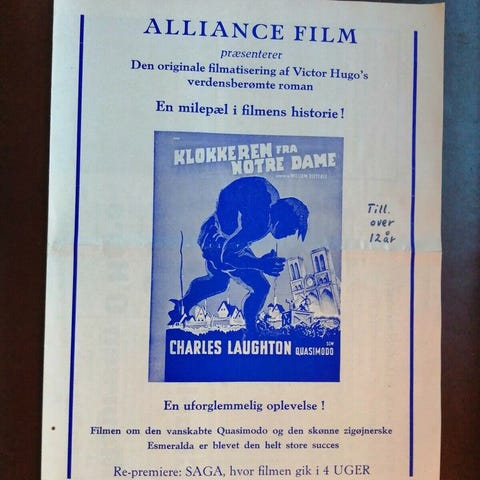 ALLIANCE FILM
præsenterer
Den originale filmatisering af Victor Hugo's
verdensberømte roman
En milepæl i filmens historie!
KLOKKEREN FRA
NOTRE DAME
Till.
over
12 år
CHARLES LAUGHTON SOM QUASIMODO
En uforglemmelig oplevelse !
Filmen om den vanskabte Quasimodo og den skønne zigøjnerske
Esmeralda er blevet den helt store succes
Re-premiere: SAGA, hvor filmen gik i 4 UGER